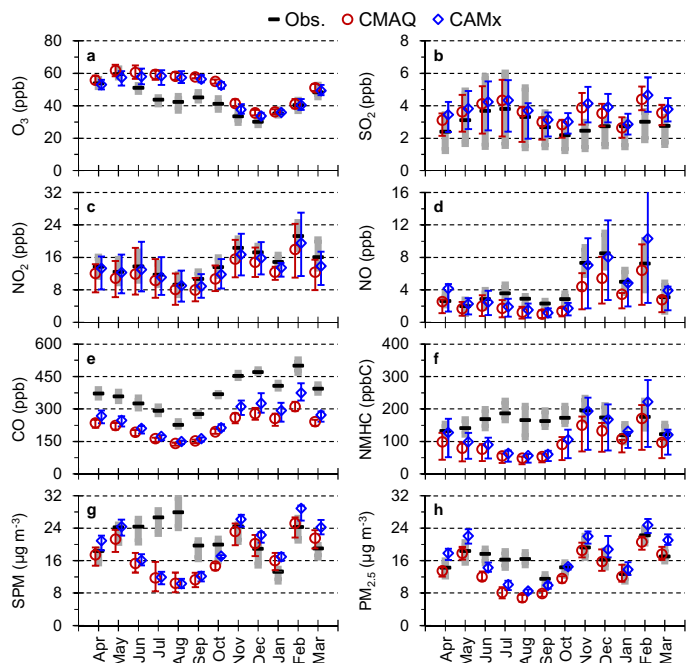 Obs. CMAQ CAMx
a
O3 (ppb)
80
60
40
20
0
b
SO2 (ppb)
8
6
4
2
0
c
NO2 (ppb)
32
24
16
8
0
d
NO (ppb)
16
12
8
4
0
e
CO (ppb)
600
450
300
150
0
f
NMHC (ppbC)
400
300
200
100
0
g
SPM (µg m-3)
32
24
16
8
0
Apr
May
Jun
Jul
Aug
Sep
Oct
Nov
Dec
Jan
Feb
Mar
h
PM2.5 (µg m-3)
32
24
16
8
0
Apr
May
Jun
Jul
Aug
Sep
Oct
Nov
Dec
Jan
Feb
Mar